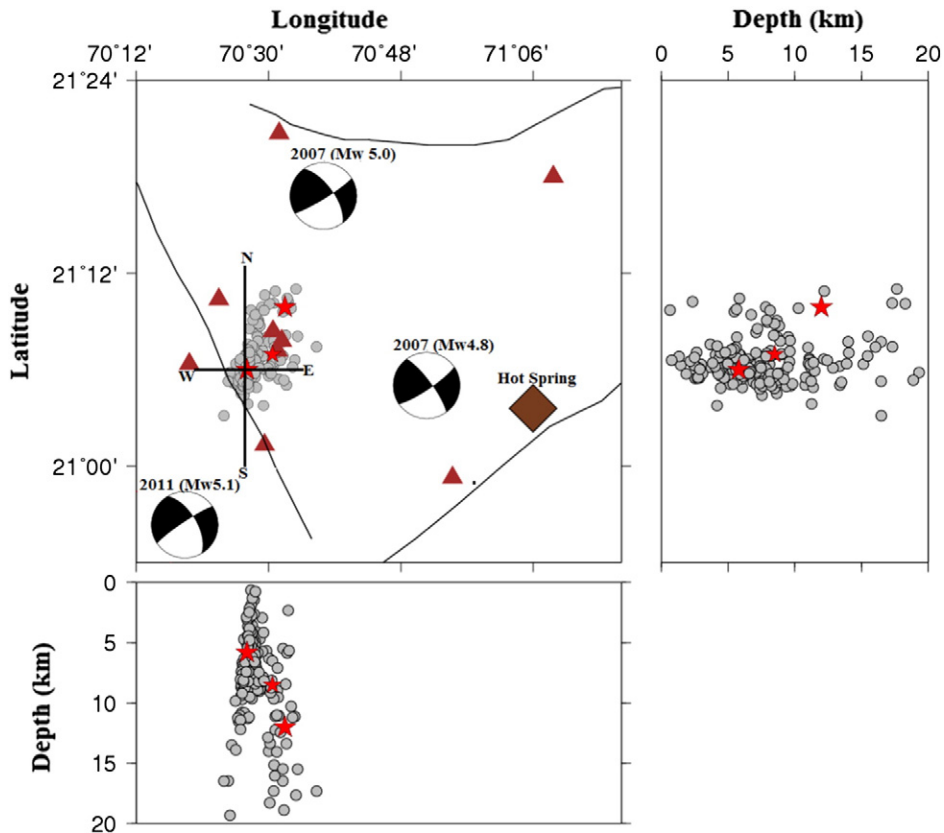 Longitude
Depth (km)
70°12' 70°30' 70°48' 71°06'
0 5 10 15 20
21°24'
2007 (Mw 5.0)
21°12'
N
Latitude
2007 (Mw4.8)
W E
Hot Spring
21°00'
S
2011 (Mw5.1)
0
5
Depth (km)
10
15
20